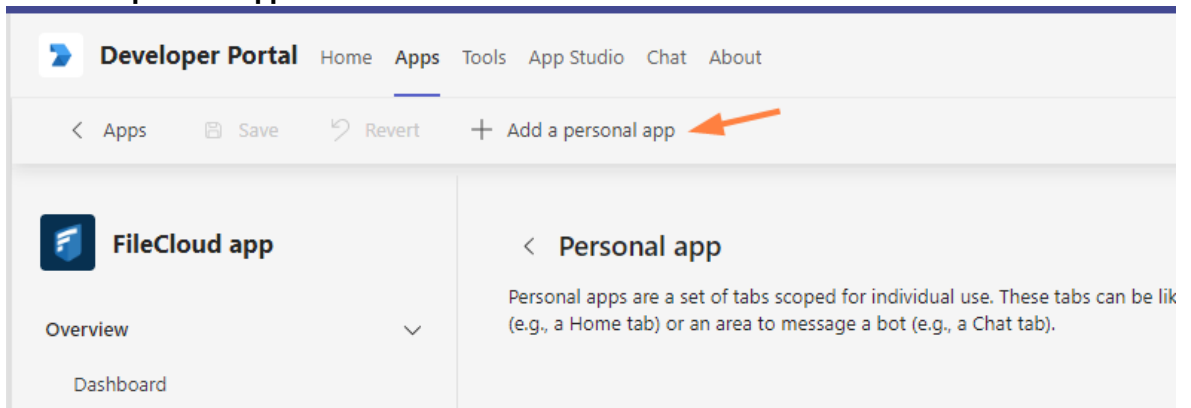 Developer Portal Home Apps Tools App Studio Chat About
Apps Save Revert + Add a personal app
FileCloud app
Personal app
Personal apps are a set of tabs scoped for individual use. These tabs can be lik
(e.g., a Home tab) or an area to message a bot (e.g., a Chat tab).
Overview
Dashboard